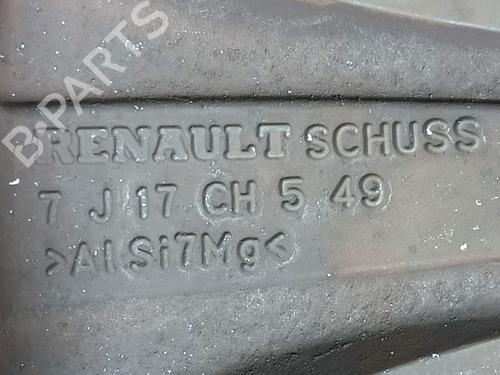 B-PARTS
RENAULT SCHUSS
7 J 17 CH 5 49
>AlSi7Mg<